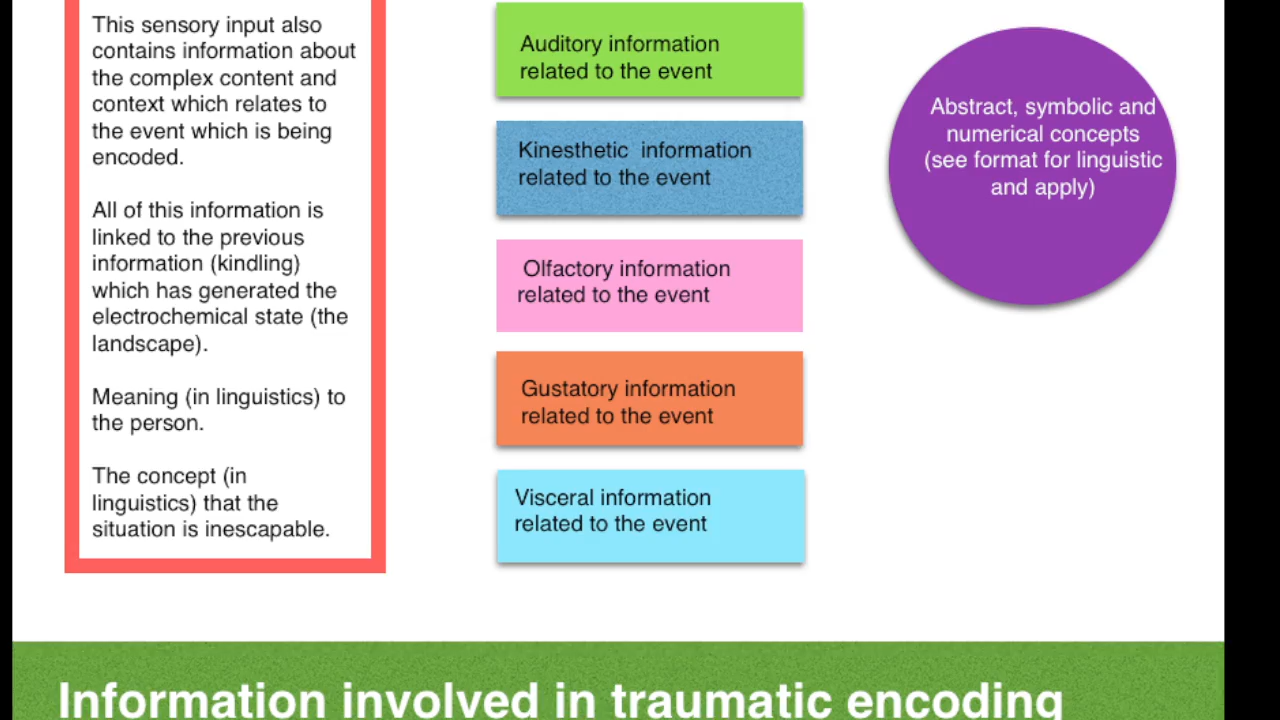 This sensory input also
contains information about
the complex content and
context which relates to
the event which is being
encoded.
All of this information is
linked to the previous
information (kindling)
which has generated the
electrochemical state (the
landscape).
Meaning (in linguistics) to
the person.
The concept (in
linguistics) that the
situation is inescapable.
Auditory information
related to the event
Kinesthetic  information
related to the event
Olfactory information
related to the event
Gustatory information
related to the event
Visceral information
related to the event
Abstract, symbolic and
numerical concepts
(see format for linguistic
and apply)
Information involved in traumatic encoding